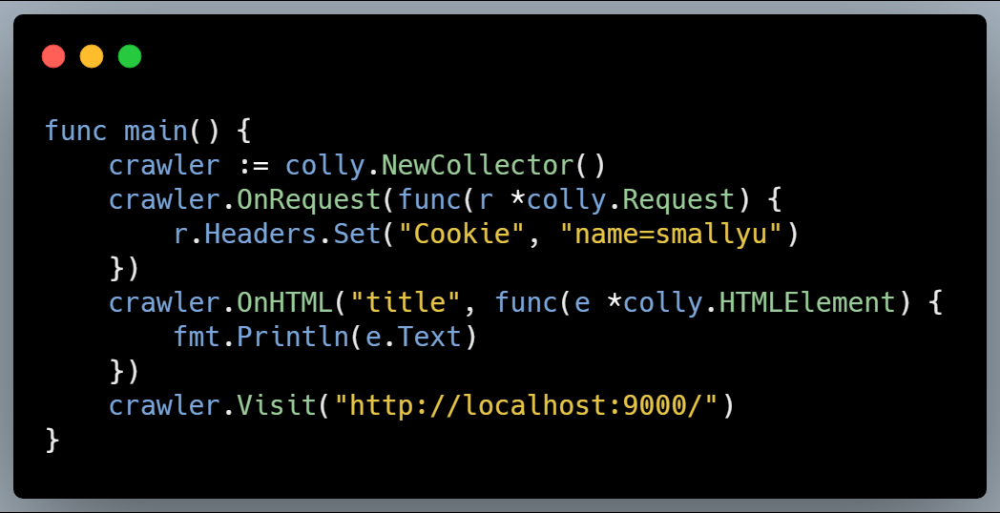 func main() {
    crawler := colly.NewCollector()
    crawler.OnRequest(func(r *colly.Request) {
        r.Headers.Set("Cookie", "name=smallyu")
    })
    crawler.OnHTML("title", func(e *colly.HTMLElement) {
        fmt.Println(e.Text)
    })
    crawler.Visit("http://localhost:9000/")
}